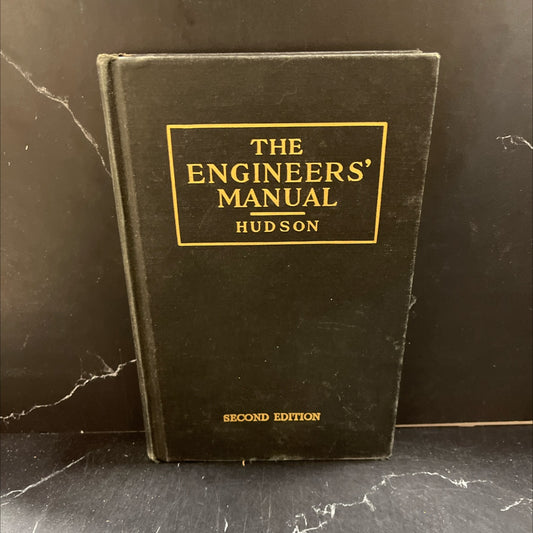 THE
ENGINEERS'
MANUAL
HUDSON
SECOND EDITION